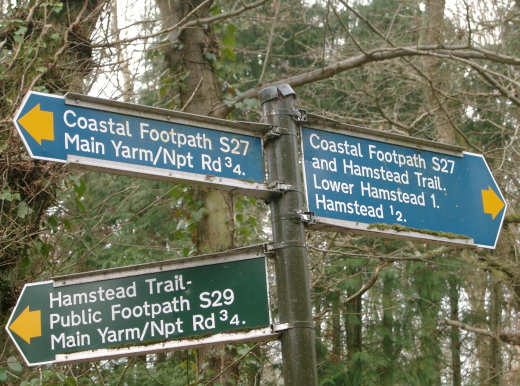 Coastal Footpath S27
Main Yarm/Npt Rd ¾.
Coastal Footpath S27
and Hamstead Trail.
Lower Hamstead 1.
Hamstead ½.
Hamstead Trail-
Public Footpath S29
Main Yarm/Npt Rd ¾.